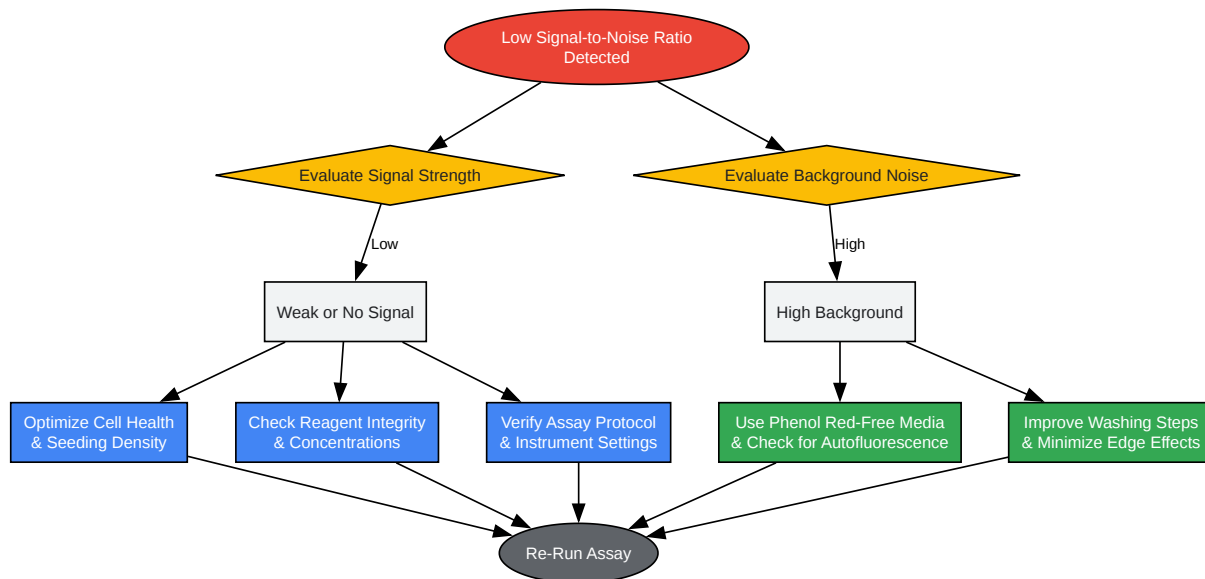 Low Signal-to-Noise Ratio
Detected
Evaluate Signal Strength
Evaluate Background Noise
Low
High
Weak or No Signal
High Background
Optimize Cell Health
& Seeding Density
Check Reagent Integrity
& Concentrations
Verify Assay Protocol
& Instrument Settings
Use Phenol Red-Free Media
& Check for Autofluorescence
Improve Washing Steps
& Minimize Edge Effects
Re-Run Assay